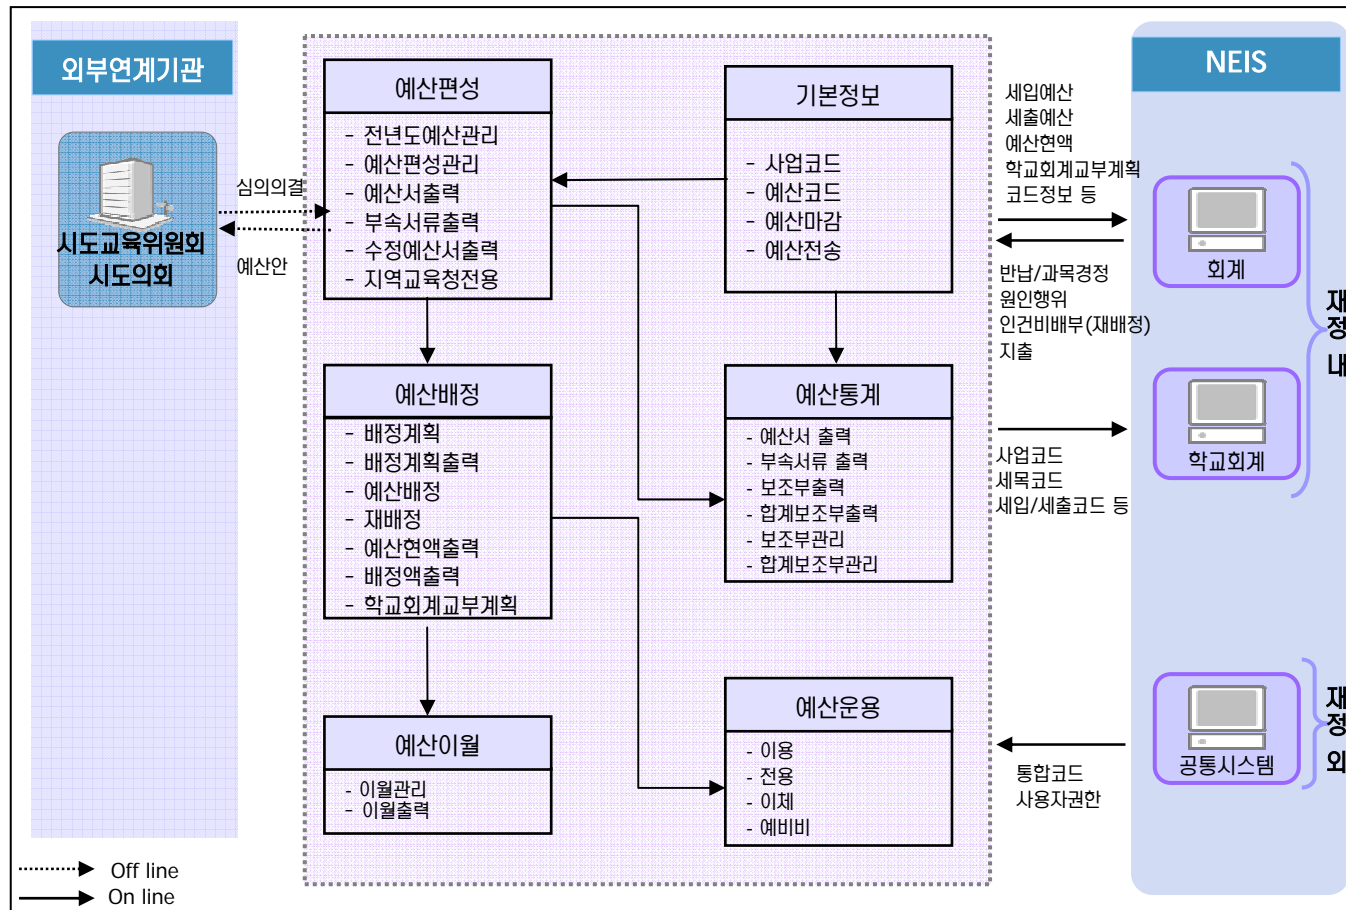 외부연계기관
시도교육위원회
시도의회
심의의결
예산안
예산편성
- 전년도예산관리
- 예산편성관리
- 예산서출력
- 부속서류출력
- 수정예산서출력
- 지역교육청전용
기본정보
- 사업코드
- 예산코드
- 예산마감
- 예산전송
예산배정
- 배정계획
- 배정계획출력
- 예산배정
- 재배정
- 예산현액출력
- 배정액출력
- 학교회계교부계획
예산통계
- 예산서 출력
- 부속서류 출력
- 보조부출력
- 합계보조부출력
- 보조부관리
- 합계보조부관리
예산이월
- 이월관리
- 이월출력
예산운용
- 이용
- 전용
- 이체
- 예비비
세입예산
세출예산
예산현액
학교회계교부계획
코드정보 등
반납/과목경정
원인행위
인건비배부(재배정)
지출
사업코드
세목코드
세입/세출코드 등
통합코드
사용자권한
NEIS
회계
학교회계
공통시스템
재
정
내
재
정
외
Off line
On line